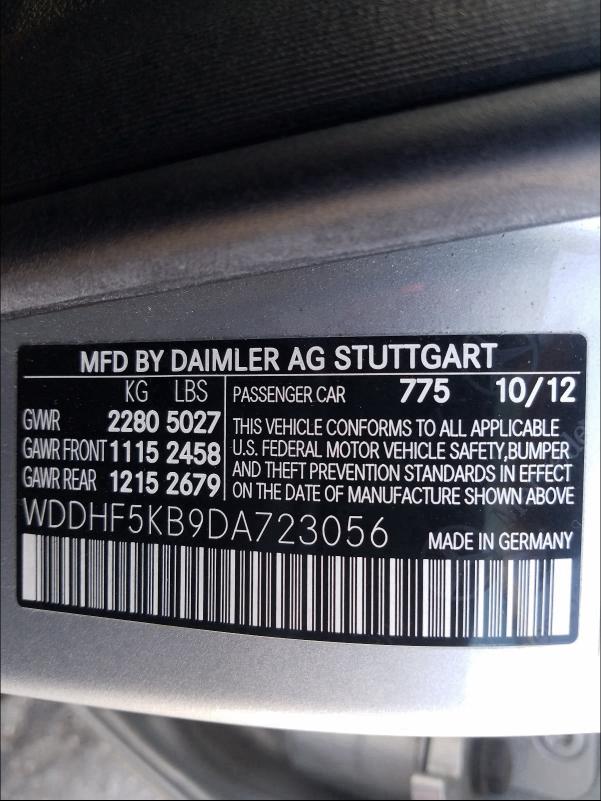 MFD BY DAIMLER AG STUTTGART
KG LBS
GVWR 2280 5027
GAWR FRONT 1115 2458
GAWR REAR 1215 2679
PASSENGER CAR 775 10/12
THIS VEHICLE CONFORMS TO ALL APPLICABLE
U.S. FEDERAL MOTOR VEHICLE SAFETY,BUMPER
AND THEFT PREVENTION STANDARDS IN EFFECT
ON THE DATE OF MANUFACTURE SHOWN ABOVE
WDDHF5KB9DA723056
MADE IN GERMANY